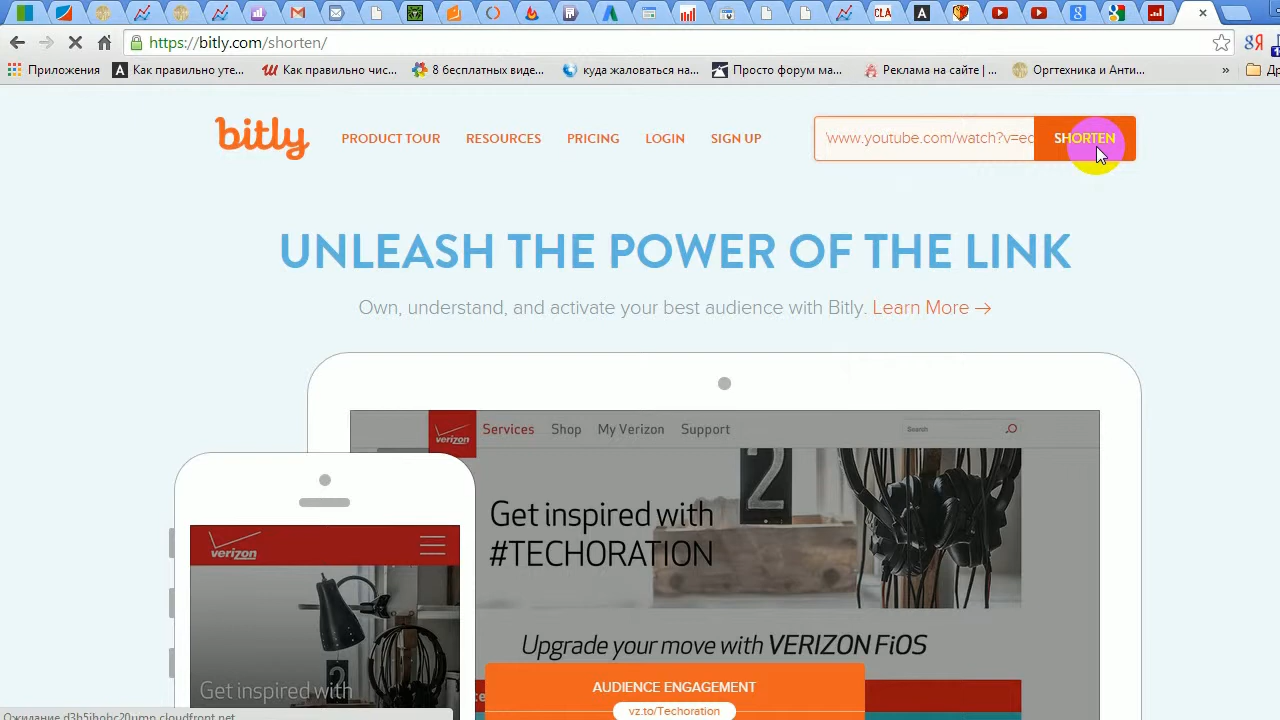 https://bitly.com/shorten/
Приложения
Как правильно уте...
Как правильно чис...
8 бесплатных виде...
куда жаловаться на...
Просто форум ма...
Реклама на сайте | ...
Оргтехника и Анти...
»
bitly
PRODUCT TOUR
RESOURCES
PRICING
LOGIN
SIGN UP
www.youtube.com/watch?v=ec
SHORTEN
UNLEASH THE POWER OF THE LINK
Own, understand, and activate your best audience with Bitly. Learn More →
verizon
Services
Shop
My Verizon
Support
Search
2
Get inspired with
#TECHORATION
verizon
Upgrade your move with VERIZON FiOS
2
Get inspired with
AUDIENCE ENGAGEMENT
vz.to/Techoration